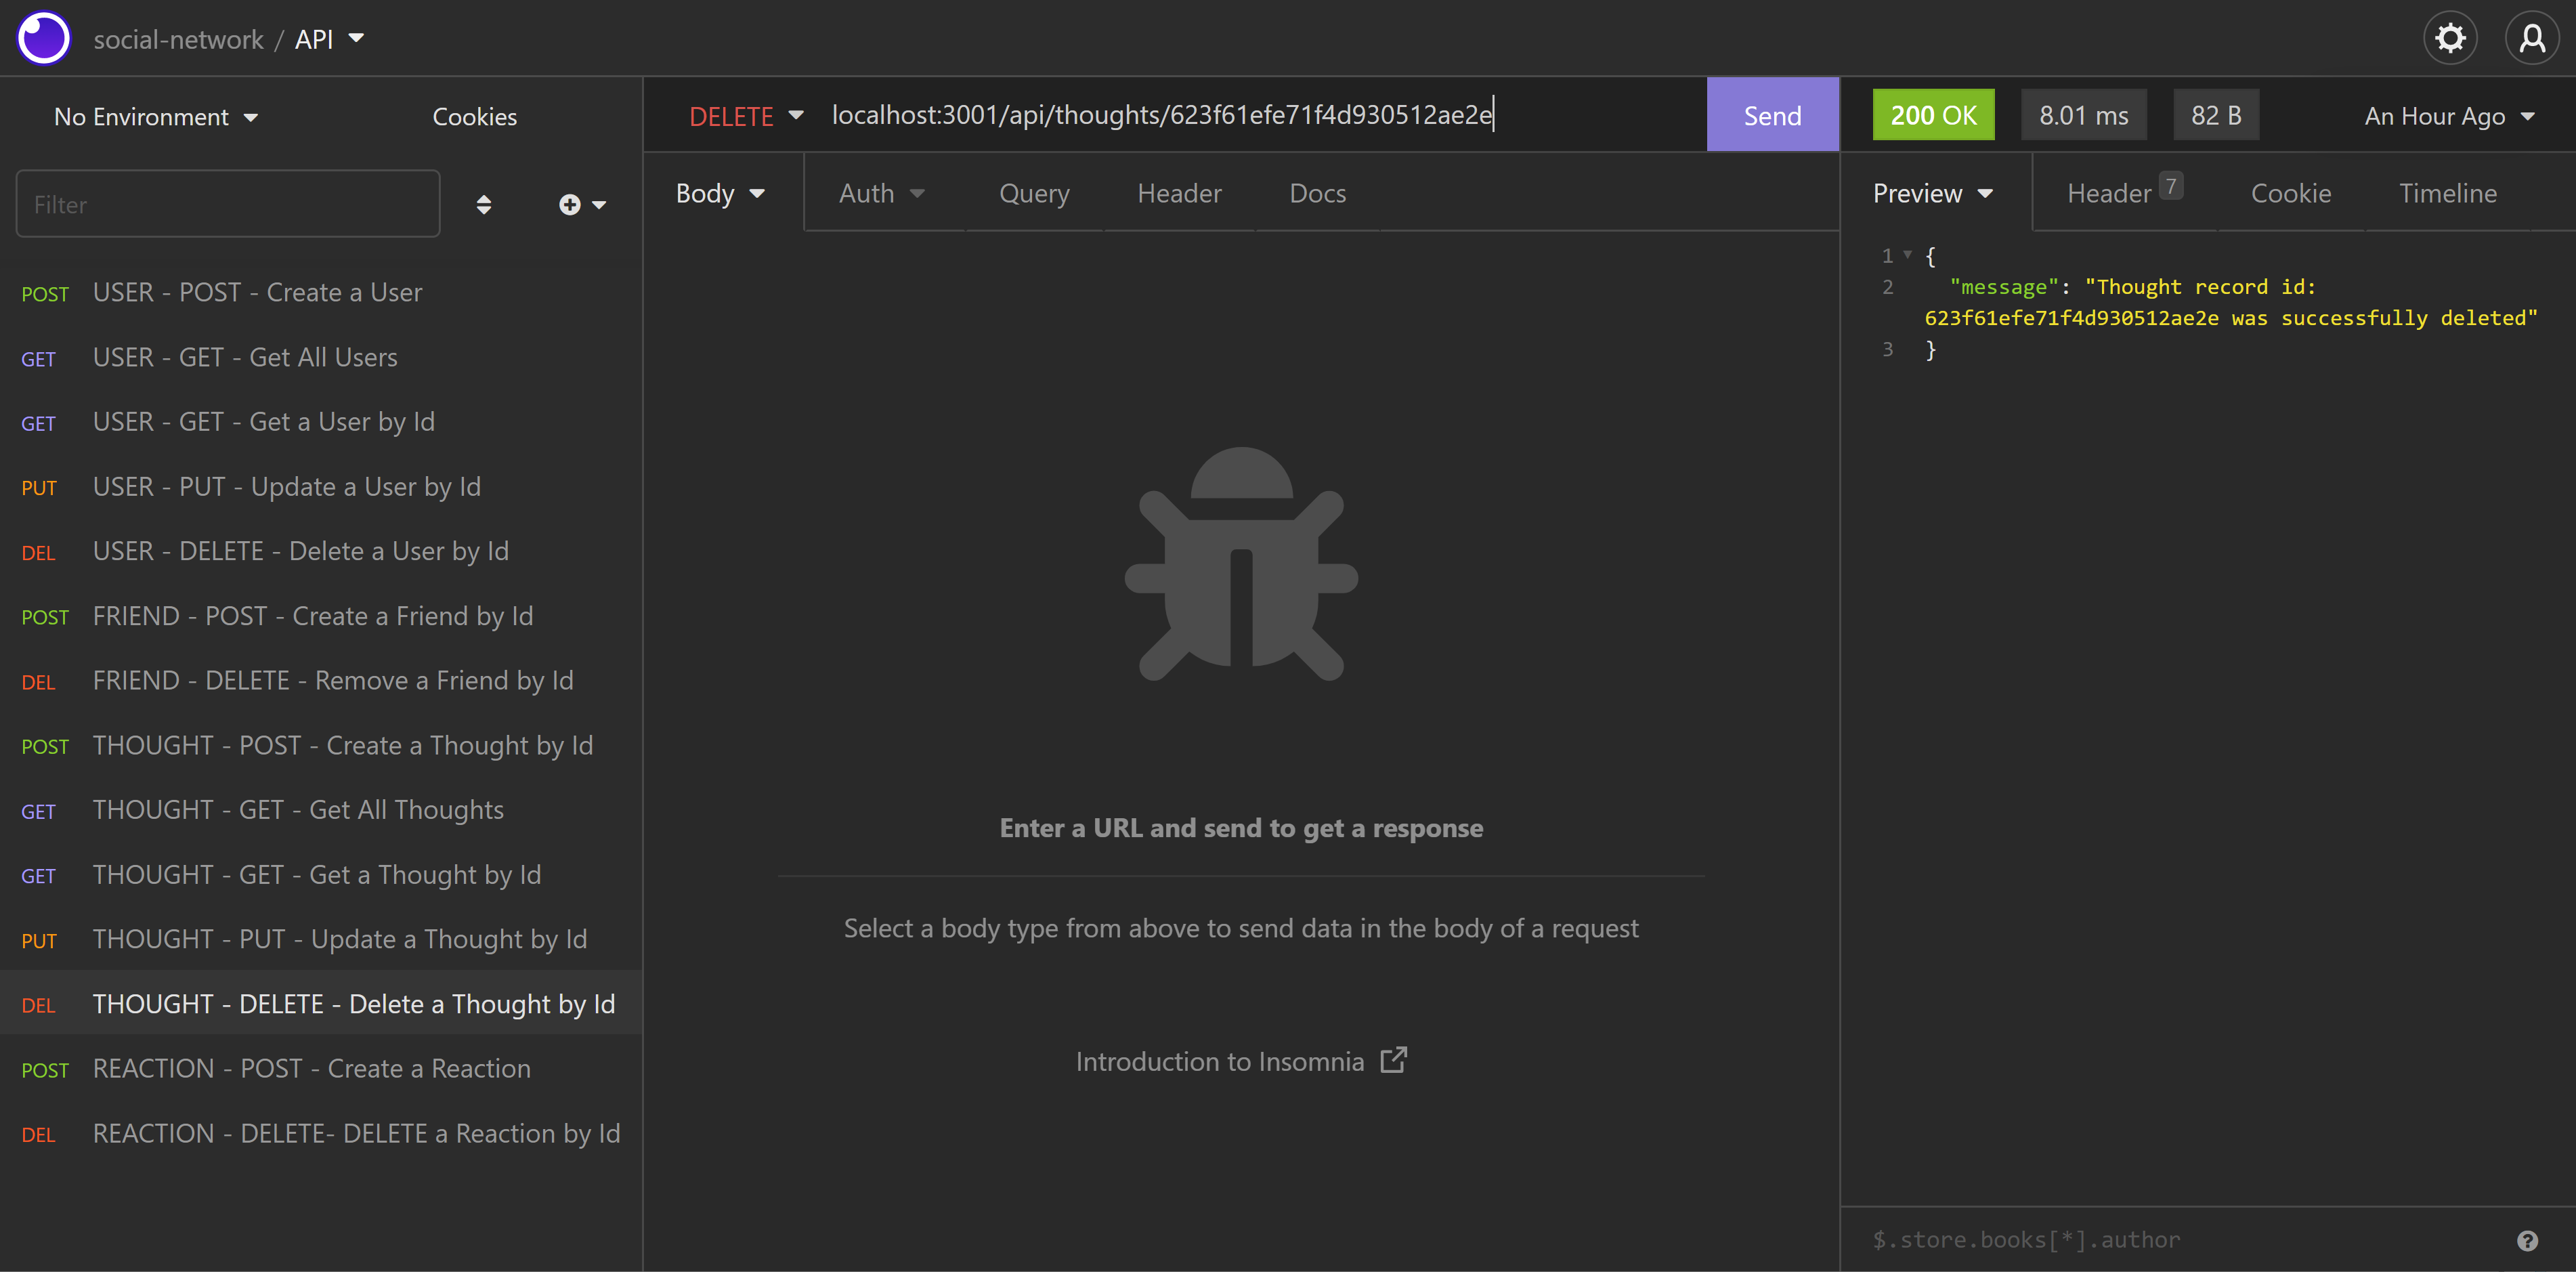 social-network / API
No Environment
Cookies
Filter
POST USER - POST - Create a User
GET USER - GET - Get All Users
GET USER - GET - Get a User by Id
PUT USER - PUT - Update a User by Id
DEL USER - DELETE - Delete a User by Id
POST FRIEND - POST - Create a Friend by Id
DEL FRIEND - DELETE - Remove a Friend by Id
POST THOUGHT - POST - Create a Thought by Id
GET THOUGHT - GET - Get All Thoughts
GET THOUGHT - GET - Get a Thought by Id
PUT THOUGHT - PUT - Update a Thought by Id
DEL THOUGHT - DELETE - Delete a Thought by Id
POST REACTION - POST - Create a Reaction
DEL REACTION - DELETE- DELETE a Reaction by Id
DELETE localhost:3001/api/thoughts/623f61efe71f4d930512ae2e Send
Body Auth Query Header Docs
Enter a URL and send to get a response
Select a body type from above to send data in the body of a request
Introduction to Insomnia
200 OK 8.01 ms 82 B An Hour Ago
Preview Header 7 Cookie Timeline
1 {
2 "message": "Thought record id:
623f61efe71f4d930512ae2e was successfully deleted"
3 }
$.store.books[*].author
?